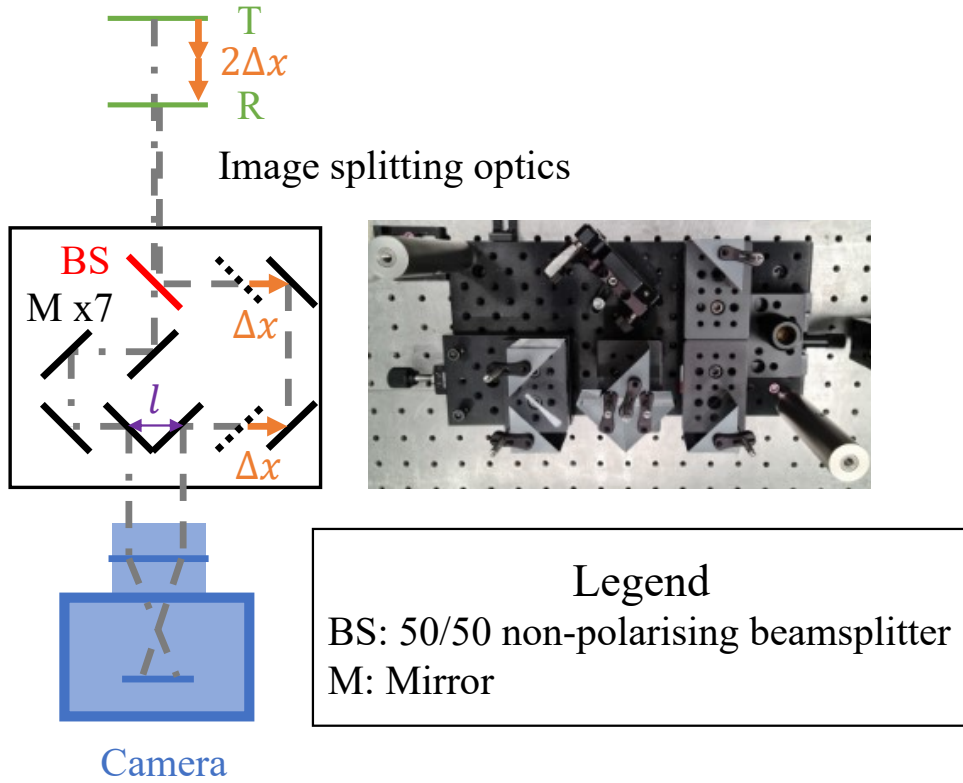 T
2Δx
R
Image splitting optics
BS
M x7
Δx
l
Δx
Legend
BS: 50/50 non-polarising beamsplitter
M: Mirror
Camera